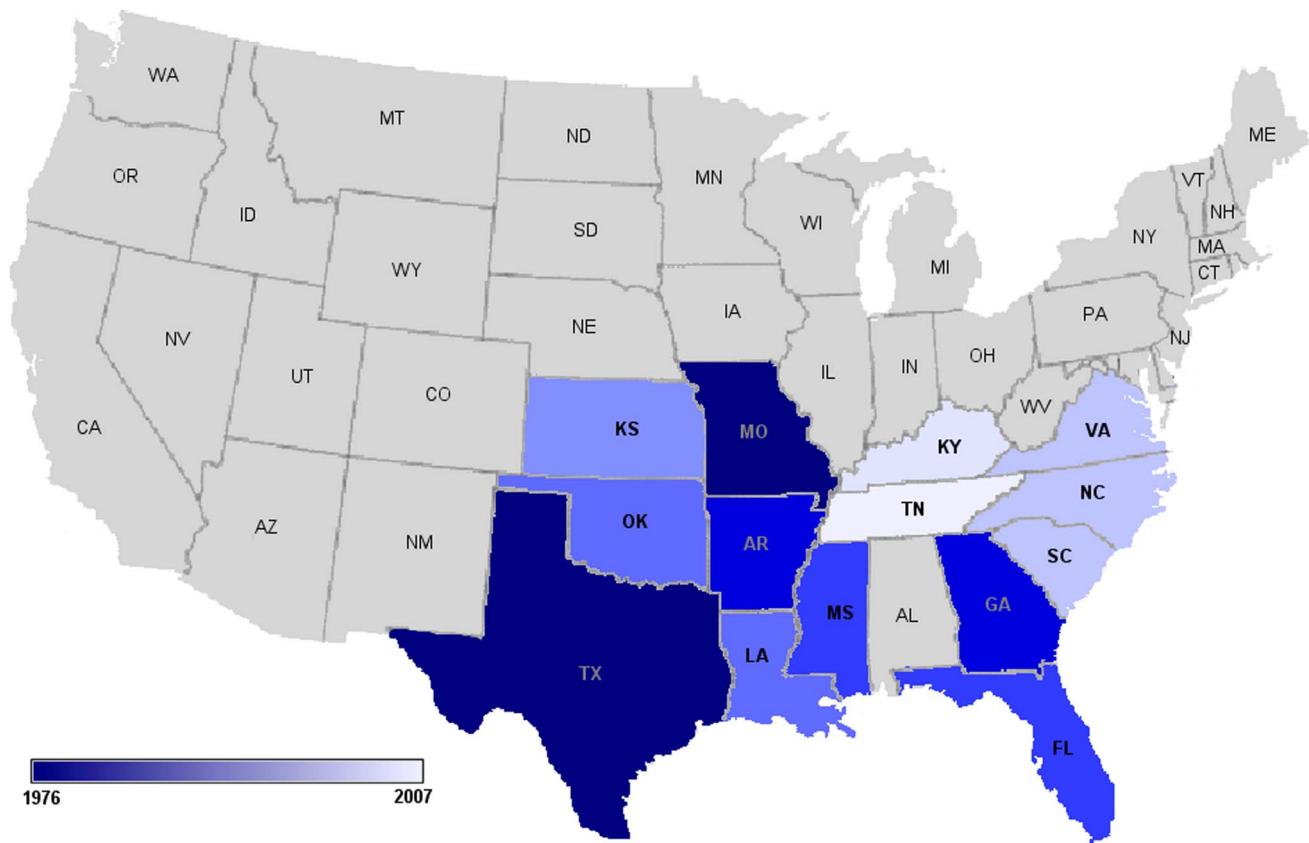 WA
MT
ND
MN
ME
OR
ID
SD
WI
VT
NH
NY
MA
WY
MI
CT
IA
PA
NE
NV
OH
NJ
IL
IN
UT
CO
WV
CA
KS
MO
KY
VA
NC
TN
AZ
NM
OK
AR
SC
MS
AL
GA
LA
TX
FL
1976
2007